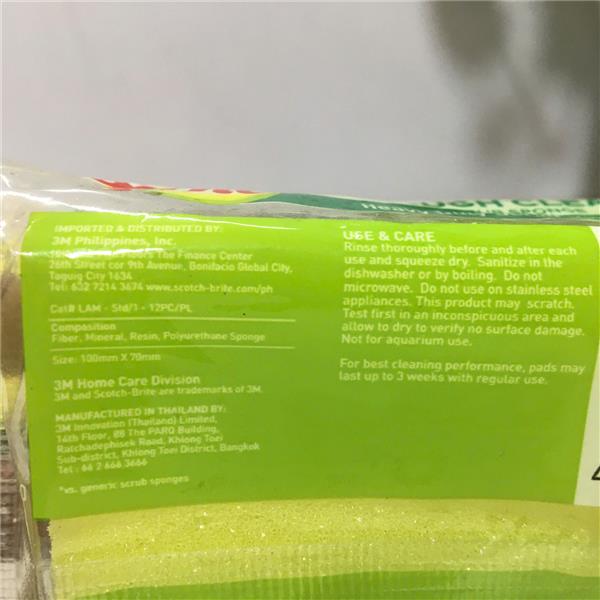 IMPORTED & DISTRIBUTED BY:
3M Philippines, Inc.
Floors The Finance Center
26th Street cor 9th Avenue, Bonifacio Global City,
Taguig City 1634
Tel: 632 7214 3674 www.scotch-brite.com/ph
Cat# LAM - Std/1 - 12PC/PL
Composition
Fiber, Mineral, Resin, Polyurethane Sponge
Size: 100mm X 70mm
3M Home Care Division
3M and Scotch-Brite are trademarks of 3M.
MANUFACTURED IN THAILAND BY:
3M Innovation (Thailand) Limited,
14th Floor, 88 The PARQ Building,
Ratchadaphisek Road, Khlong Toei
Sub-district, Khlong Toei District, Bangkok
Tel : 66 2 666 3666
*vs. generic scrub sponges
USE & CARE
Rinse thoroughly before and after each
use and squeeze dry. Sanitize in the
dishwasher or by boiling. Do not
microwave. Do not use on stainless steel
appliances. This product may scratch.
Test first in an inconspicuous area and
allow to dry to verify no surface damage.
Not for aquarium use.
For best cleaning performance, pads may
last up to 3 weeks with regular use.